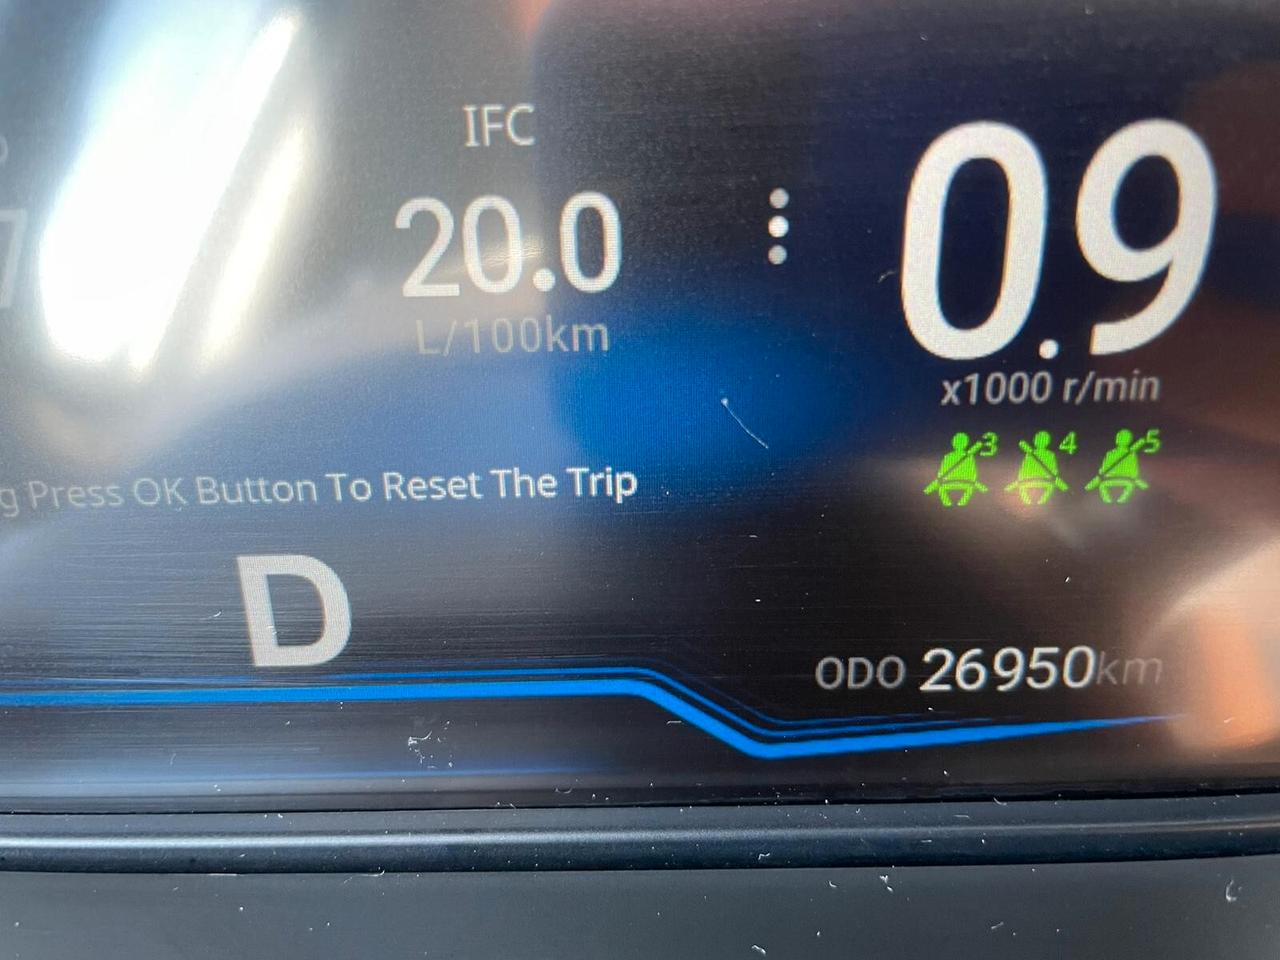 IFC
20.0
L/100km
0.9
x1000 r/min
3 4 5
g Press OK Button To Reset The Trip
D
ODO 26950km